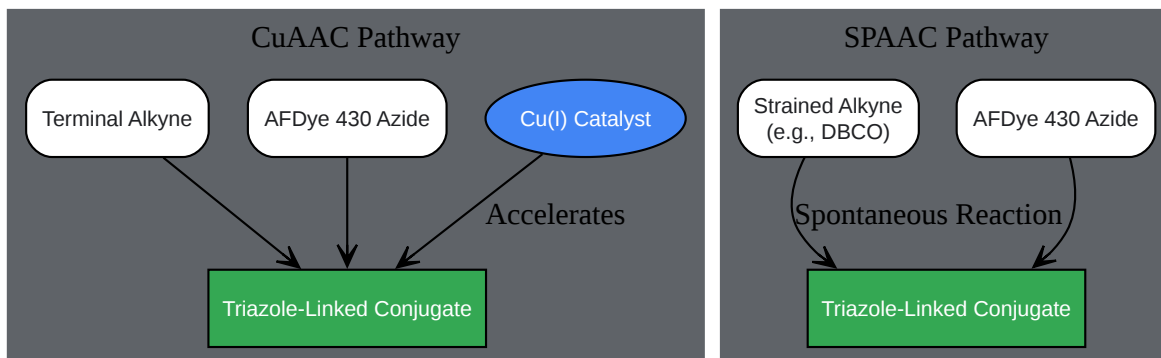 CuAAC Pathway
Terminal Alkyne
AFDye 430 Azide
Cu(I) Catalyst
Accelerates
Triazole-Linked Conjugate
SPAAC Pathway
Strained Alkyne
(e.g., DBCO)
AFDye 430 Azide
Spontaneous Reaction
Triazole-Linked Conjugate